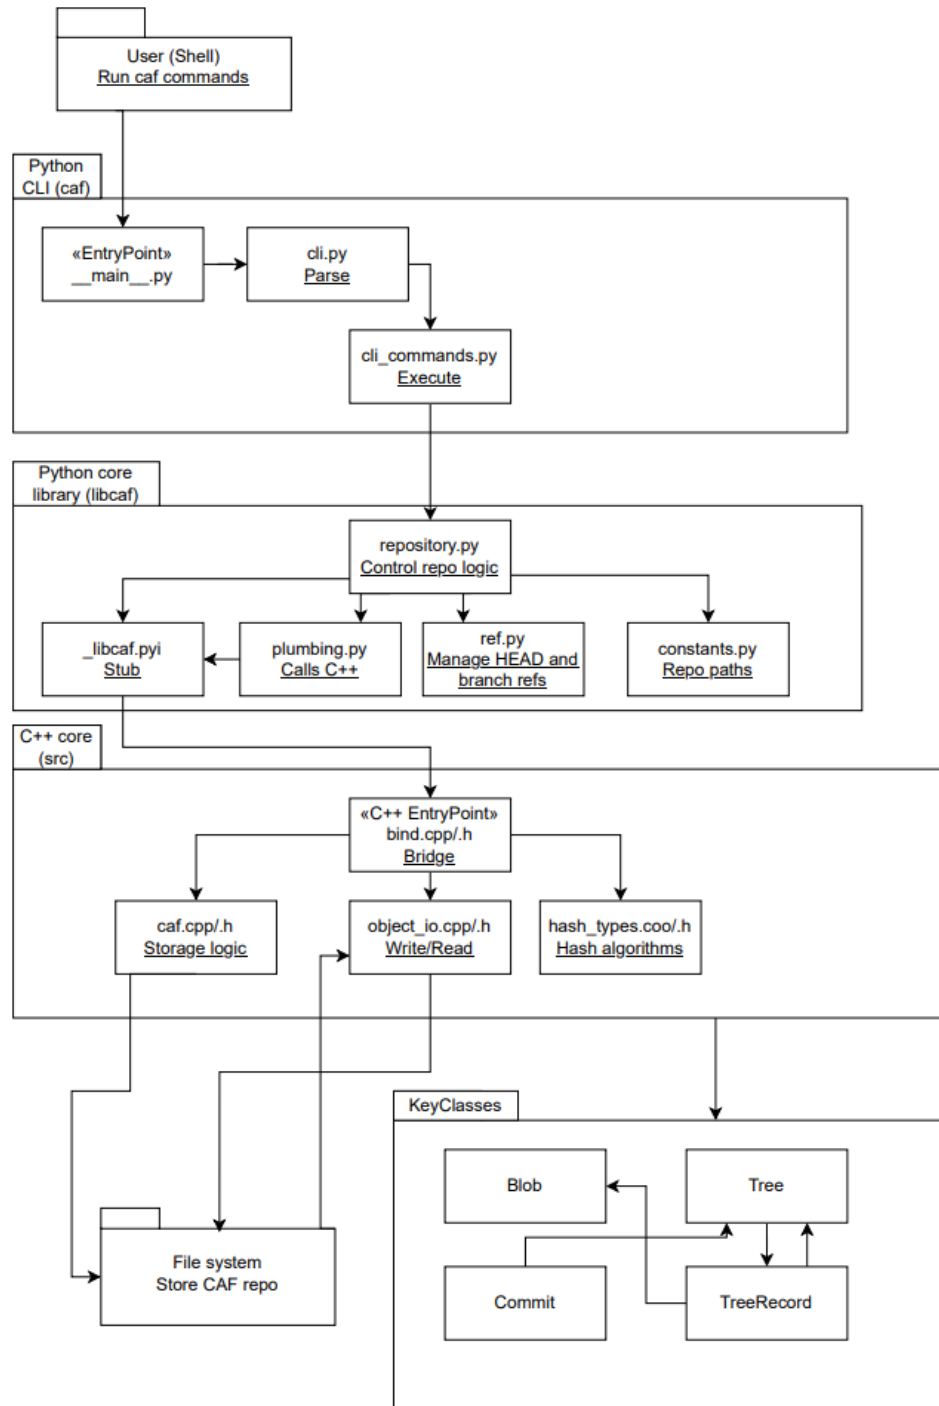 User (Shell)
Run caf commands
Python
CLI (caf)
«EntryPoint»
__main__.py
cli.py
Parse
cli_commands.py
Execute
Python core
library (libcaf)
repository.py
Control repo logic
_libcaf.pyi
Stub
plumbing.py
Calls C++
ref.py
Manage HEAD and
branch refs
constants.py
Repo paths
C++ core
(src)
«C++ EntryPoint»
bind.cpp/.h
Bridge
caf.cpp/.h
Storage logic
object_io.cpp/.h
Write/Read
hash_types.coo/.h
Hash algorithms
KeyClasses
Blob
Tree
Commit
TreeRecord
File system
Store CAF repo